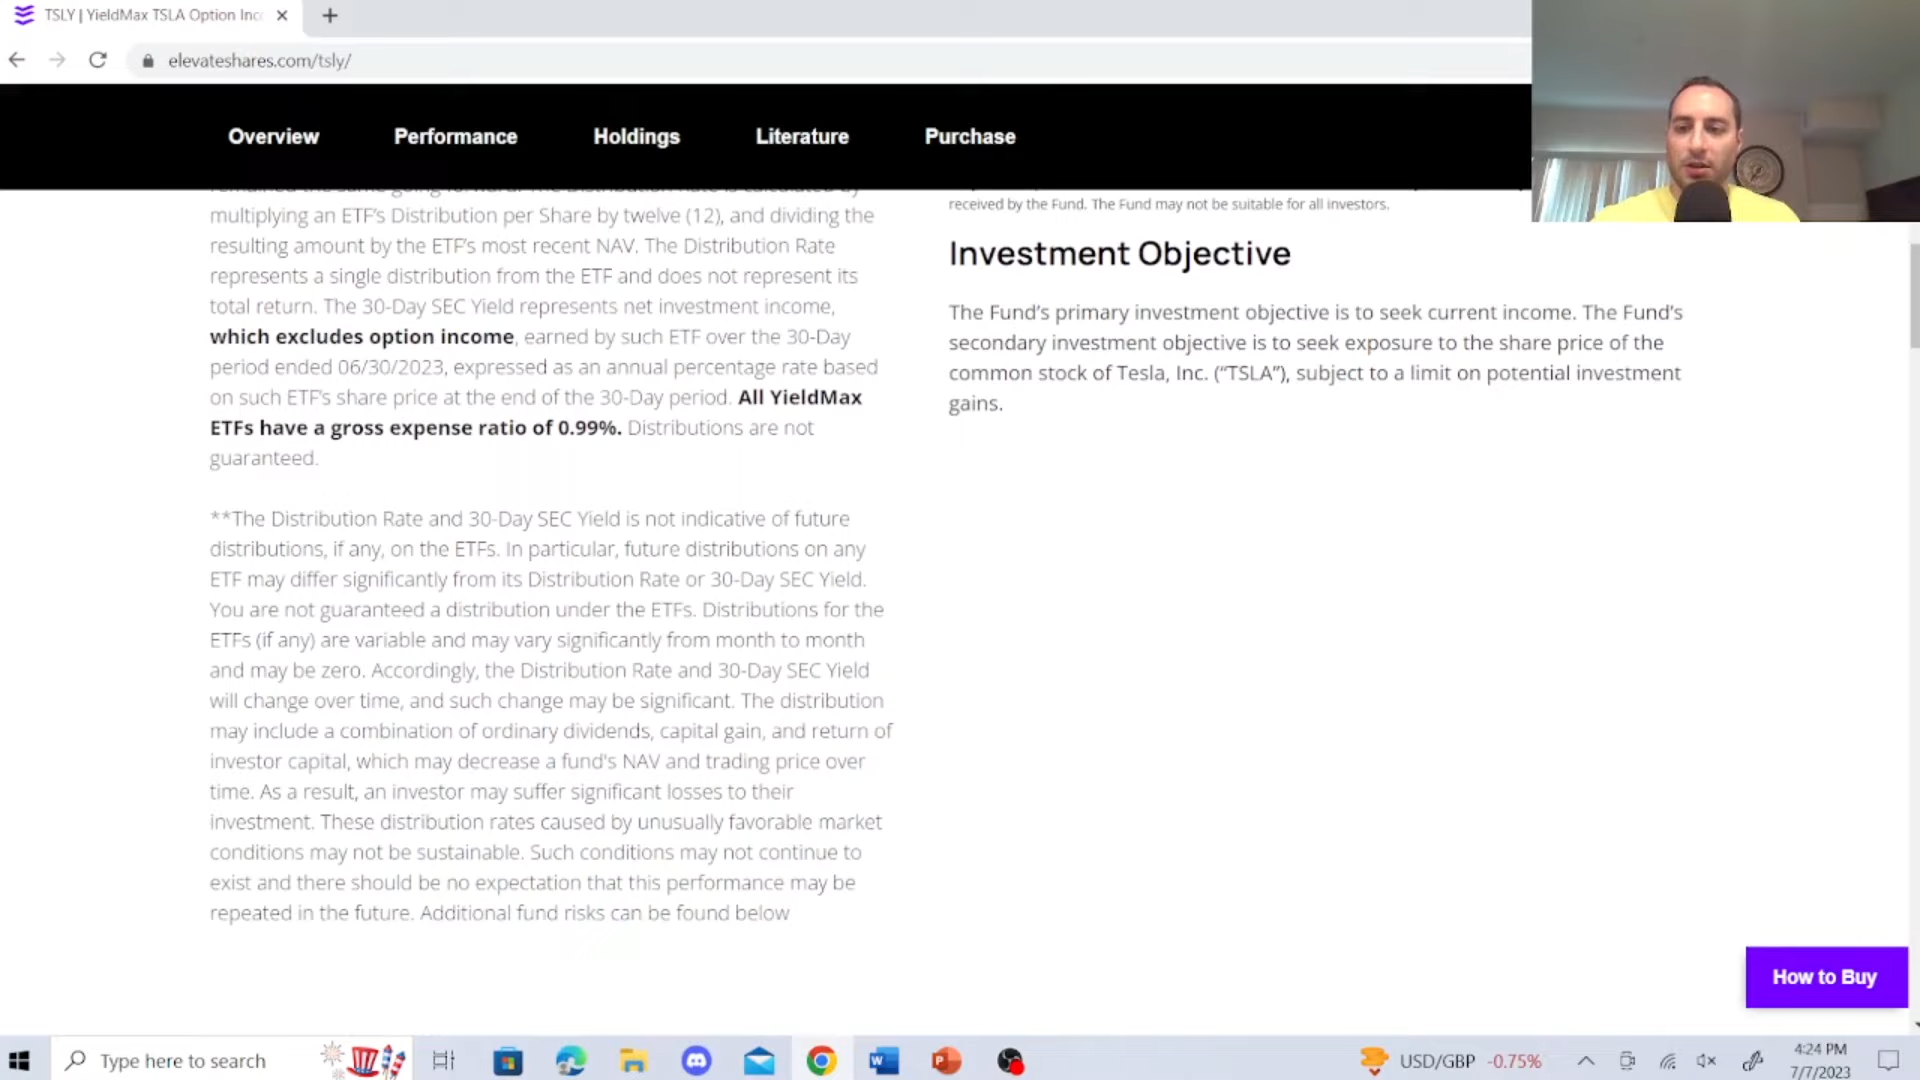 TSLY | YieldMax TSLA Option Inc
elevateshares.com/tsly/
Overview
Performance
Holdings
Literature
Purchase
multiplying an ETF's Distribution per Share by twelve (12), and dividing the
resulting amount by the ETF's most recent NAV. The Distribution Rate
represents a single distribution from the ETF and does not represent its
total return. The 30-Day SEC Yield represents net investment income,
which excludes option income, earned by such ETF over the 30-Day
period ended 06/30/2023, expressed as an annual percentage rate based
on such ETF's share price at the end of the 30-Day period. All YieldMax
ETFs have a gross expense ratio of 0.99%. Distributions are not
guaranteed.
**The Distribution Rate and 30-Day SEC Yield is not indicative of future
distributions, if any, on the ETFs. In particular, future distributions on any
ETF may differ significantly from its Distribution Rate or 30-Day SEC Yield.
You are not guaranteed a distribution under the ETFs. Distributions for the
ETFs (if any) are variable and may vary significantly from month to month
and may be zero. Accordingly, the Distribution Rate and 30-Day SEC Yield
will change over time, and such change may be significant. The distribution
may include a combination of ordinary dividends, capital gain, and return of
investor capital, which may decrease a fund's NAV and trading price over
time. As a result, an investor may suffer significant losses to their
investment. These distribution rates caused by unusually favorable market
conditions may not be sustainable. Such conditions may not continue to
exist and there should be no expectation that this performance may be
repeated in the future. Additional fund risks can be found below
received by the Fund. The Fund may not be suitable for all investors.
Investment Objective
The Fund's primary investment objective is to seek current income. The Fund's
secondary investment objective is to seek exposure to the share price of the
common stock of Tesla, Inc. ("TSLA"), subject to a limit on potential investment
gains.
How to Buy
Type here to search
USD/GBP -0.75%
4:24 PM
7/7/2023